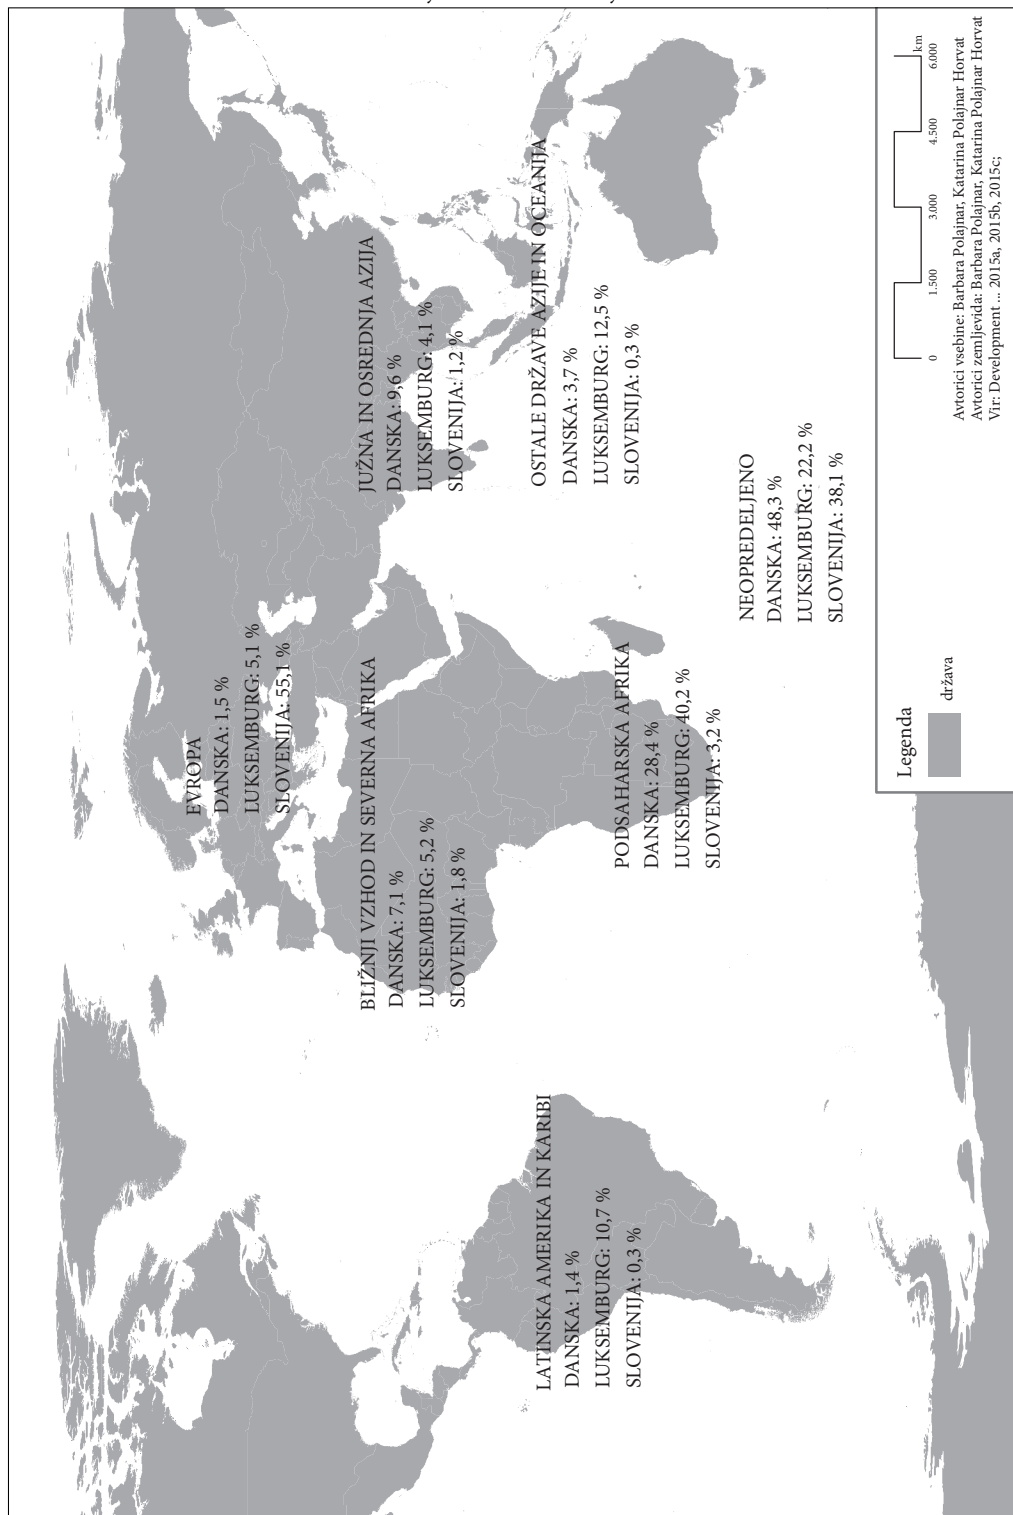 EVROPA
DANSKA: 1,5 %
LUKSEMBURG: 5,1 %
SLOVENIJA: 55,1 %
JUŽNA IN OSREDNJA AZIJA
DANSKA: 9,6 %
LUKSEMBURG: 4,1 %
SLOVENIJA: 1,2 %
BLIŽNJI VZHOD IN SEVERNA AFRIKA
DANSKA: 7,1 %
LUKSEMBURG: 5,2 %
SLOVENIJA: 1,8 %
OSTALE DRŽAVE AZIJE IN OCEANIJA
DANSKA: 3,7 %
LUKSEMBURG: 12,5 %
SLOVENIJA: 0,3 %
LATINSKA AMERIKA IN KARIBI
DANSKA: 1,4 %
LUKSEMBURG: 10,7 %
SLOVENIJA: 0,3 %
PODSAHARSKA AFRIKA
DANSKA: 28,4 %
LUKSEMBURG: 40,2 %
SLOVENIJA: 3,2 %
NEOPREDELJENO
DANSKA: 48,3 %
LUKSEMBURG: 22,2 %
SLOVENIJA: 38,1 %
Legenda
država
0 1.500 3.000 4.500 6.000 km
Avtorici vsebine: Barbara Polajnar, Katarina Polajnar Horvat
Avtorici zemljevida: Barbara Polajnar, Katarina Polajnar Horvat
Vir: Development ... 2015a, 2015b, 2015c;